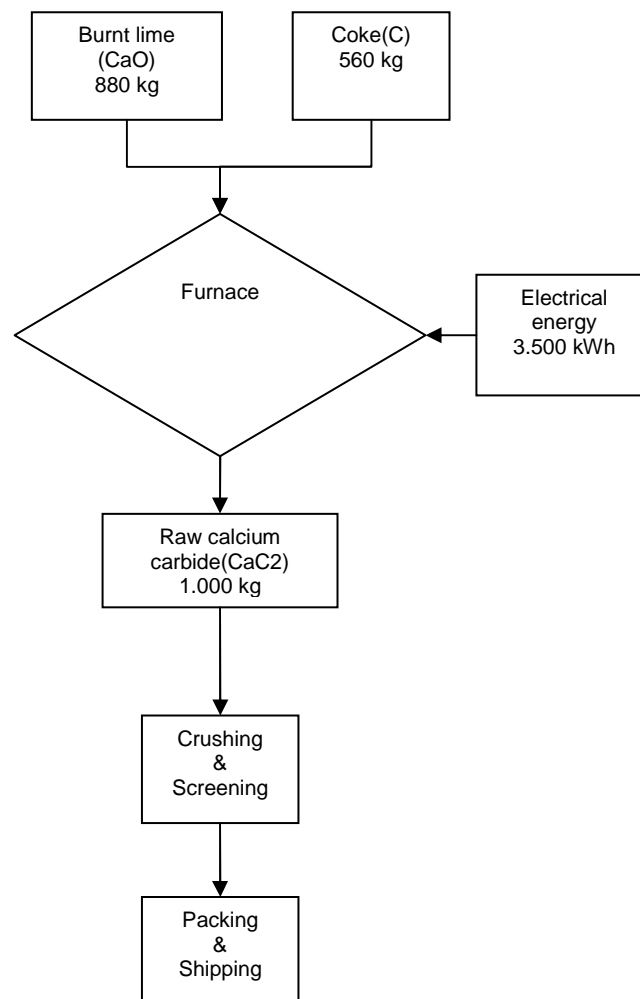 Burnt lime
(CaO)
880 kg
Coke(C)
560 kg
Furnace
Electrical
energy
3.500 kWh
Raw calcium
carbide(CaC2)
1.000 kg
Crushing
&
Screening
Packing
&
Shipping